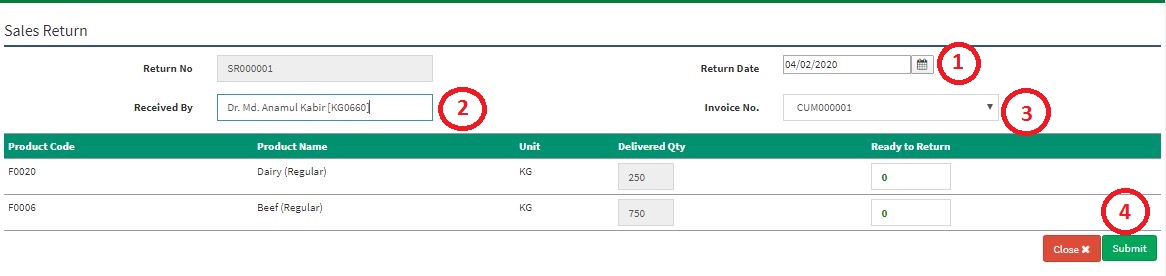 Sales Return
Return No SR000001 Return Date 04/02/2020 1
Received By Dr. Md. Anamul Kabir [KG0660] 2 Invoice No. CUM000001 3
Product Code Product Name Unit Delivered Qty Ready to Return
F0020 Dairy (Regular) KG 250 0
F0006 Beef (Regular) KG 750 0
4
Close ✖ Submit